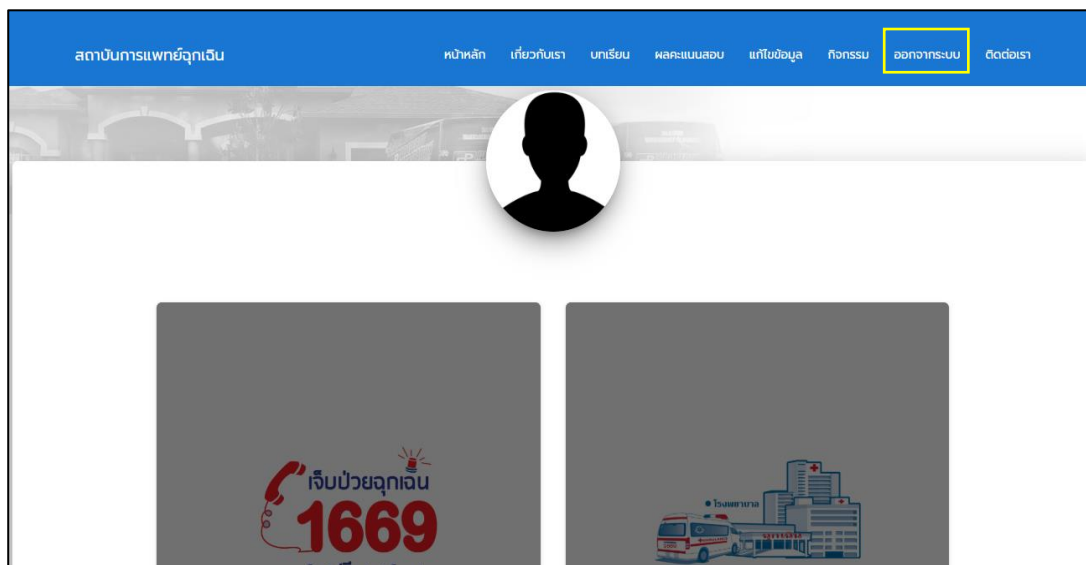 สถาบันการแพทย์ฉุกเฉิน
หน้าหลัก เกี่ยวกับเรา บทเรียน ผลคะแนนสอบ แก้ไขข้อมูล กิจกรรม ออกจากระบบ ติดต่อเรา
เจ็บป่วยฉุกเฉิน
1669
โรงพยาบาล